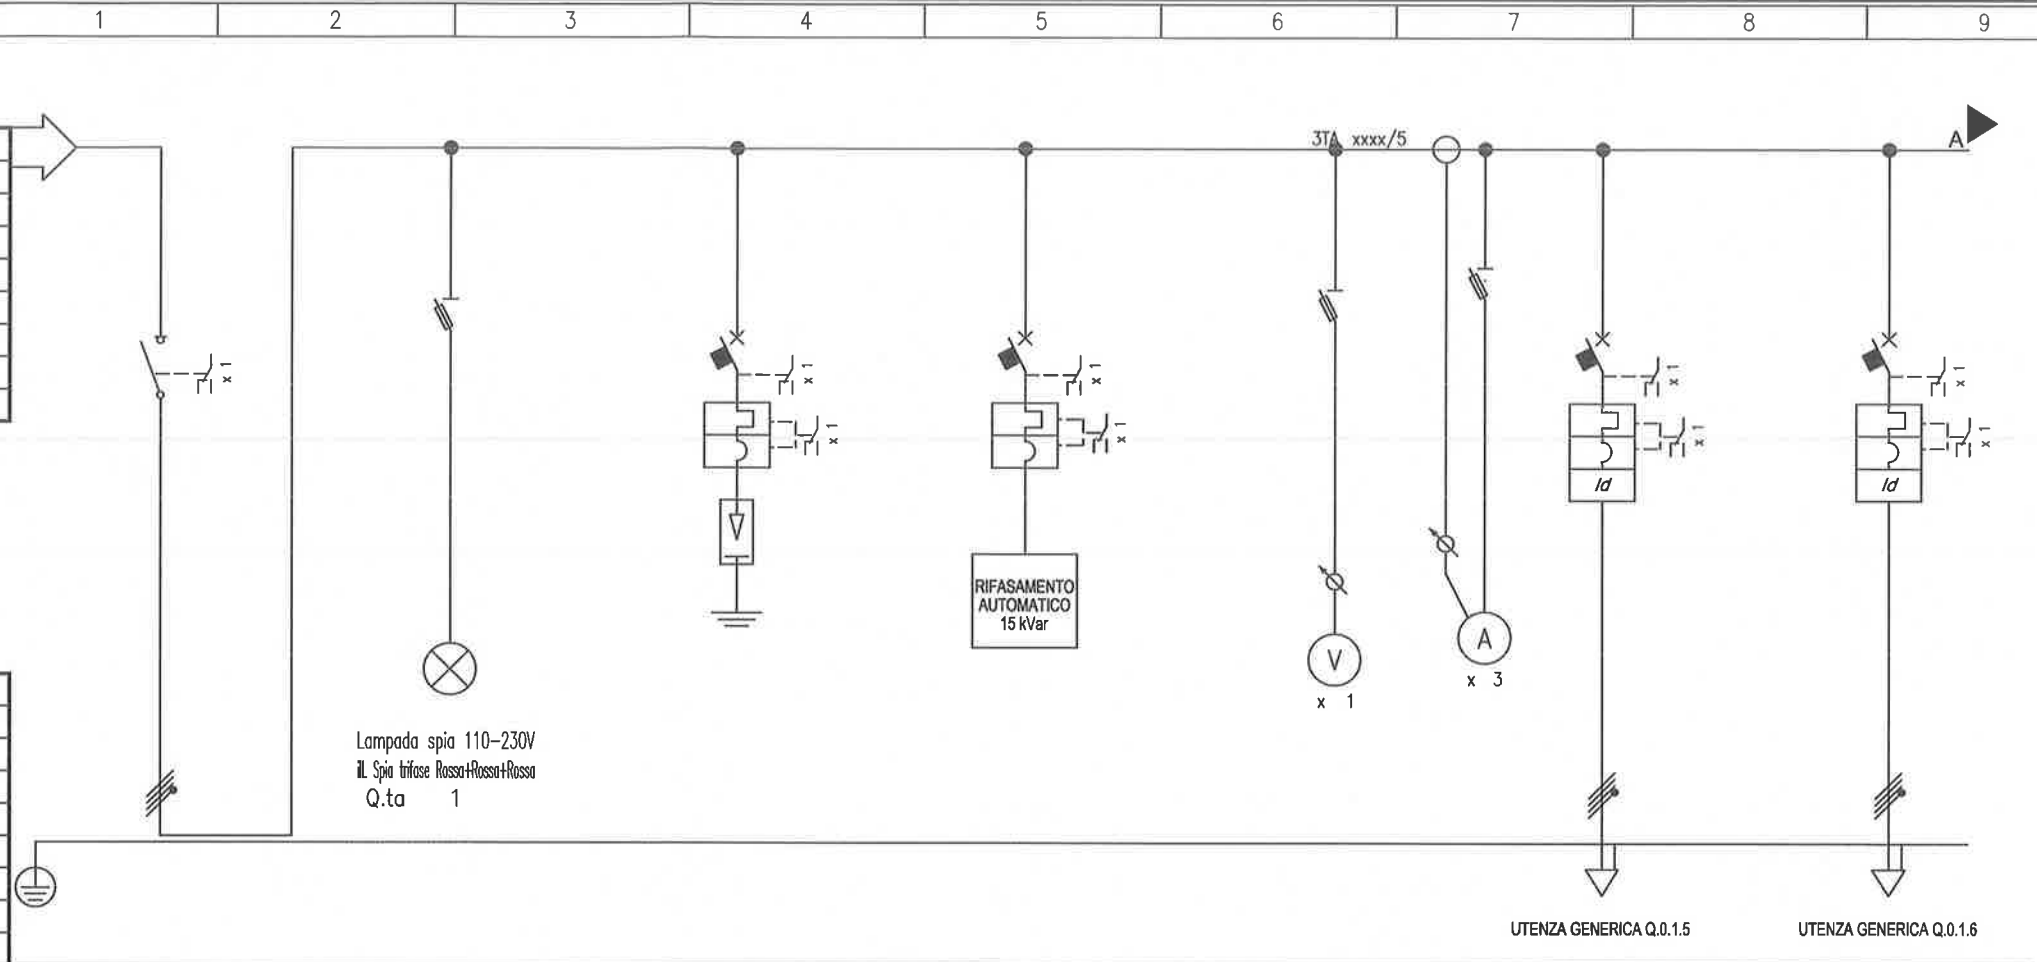 1 2 3 4 5 6 7 8 9
3TA xxxx/5
A
x 1
x 1
x 1
x 1
x 1
x 1
x 1
x 1
x 1
Id
Id
RIFASAMENTO
AUTOMATICO
15 kVar
V
x 1
A
x 3
Lampada spia 110-230V
iL Spia trifase Rossa+Rossa+Rossa
Q.ta 1
UTENZA GENERICA Q.0.1.5
UTENZA GENERICA Q.0.1.6